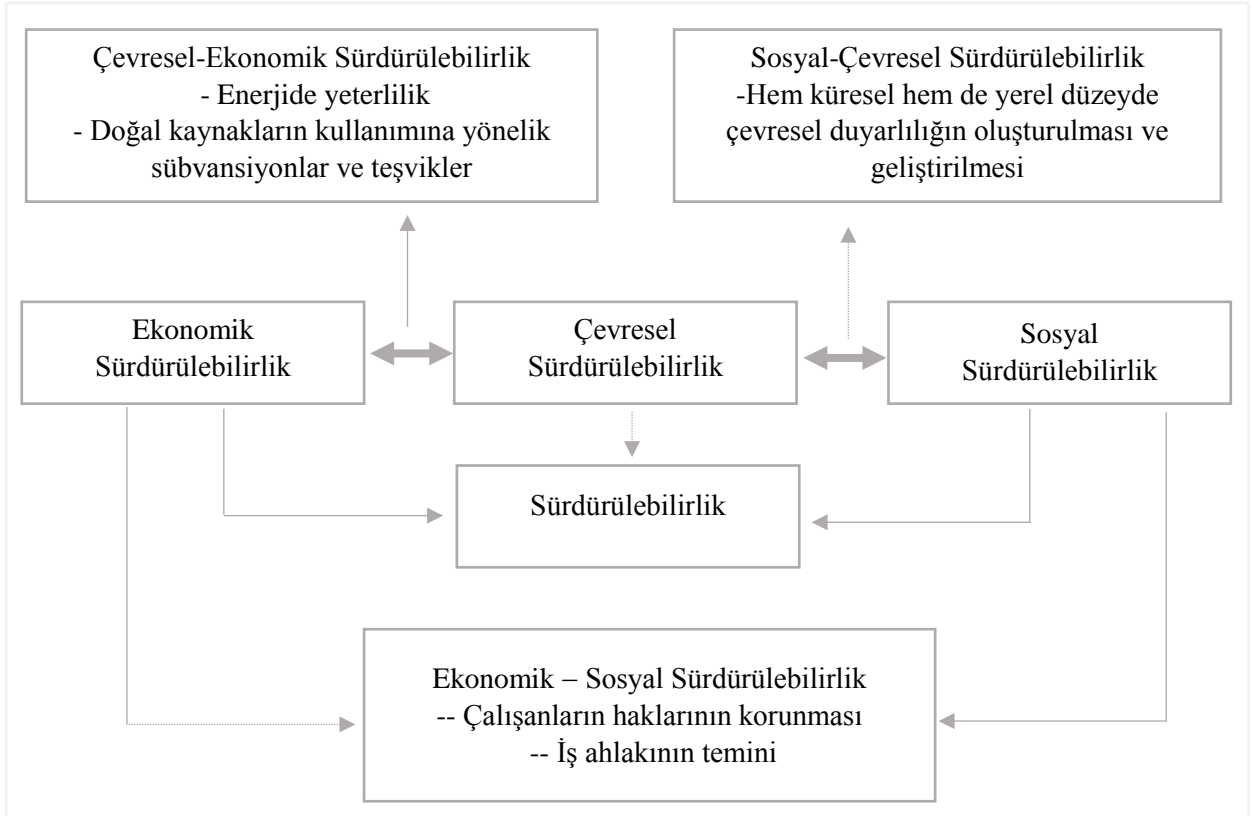 Çevresel-Ekonomik Sürdürülebilirlik
- Enerjide yeterlilik
- Doğal kaynakların kullanımına yönelik
sübvansiyonlar ve teşvikler
Sosyal-Çevresel Sürdürülebilirlik
-Hem küresel hem de yerel düzeyde
çevresel duyarlılığın oluşturulması ve
geliştirilmesi
Ekonomik
Sürdürülebilirlik
Çevresel
Sürdürülebilirlik
Sosyal
Sürdürülebilirlik
Sürdürülebilirlik
Ekonomik – Sosyal Sürdürülebilirlik
-- Çalışanların haklarının korunması
-- İş ahlakının temini